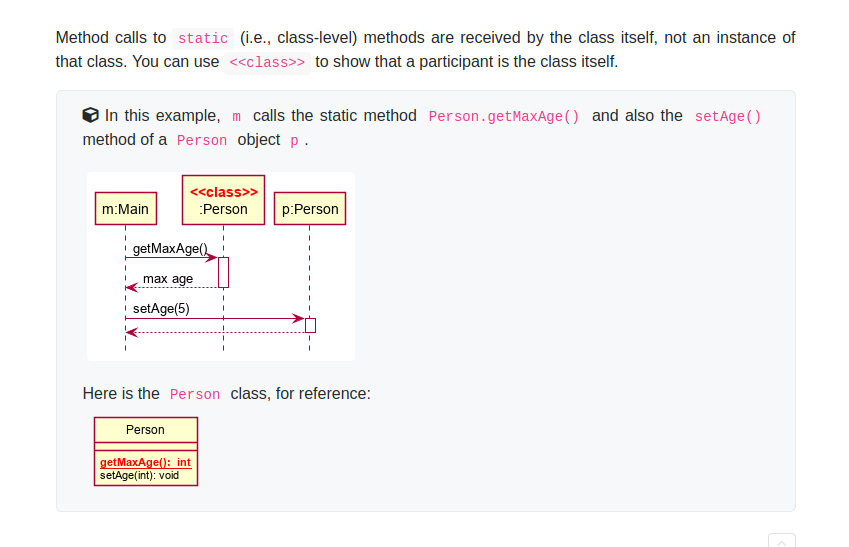 Method calls to static (i.e., class-level) methods are received by the class itself, not an instance of
that class. You can use <<class>> to show that a participant is the class itself.
In this example, m calls the static method Person.getMaxAge() and also the setAge()
method of a Person object p .
<<class>>
m:Main :Person p:Person
getMaxAge()
max age
setAge(5)
Here is the Person class, for reference:
Person
getMaxAge(): int
setAge(int): void